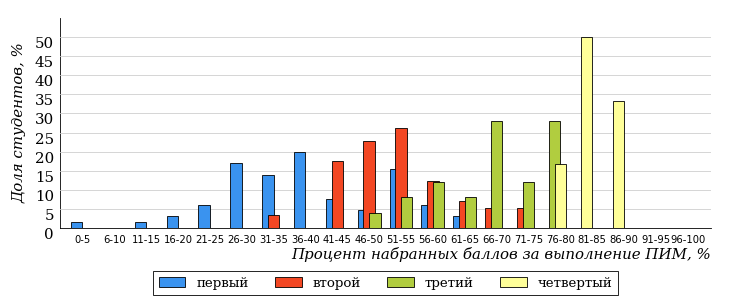 Доля студентов, %
50
45
40
35
30
25
20
15
10
5
0
0-5 6-10 11-15 16-20 21-25 26-30 31-35 36-40 41-45 46-50 51-55 56-60 61-65 66-70 71-75 76-80 81-85 86-90 91-95 96-100
Процент набранных баллов за выполнение ПИМ, %
первый второй третий четвертый